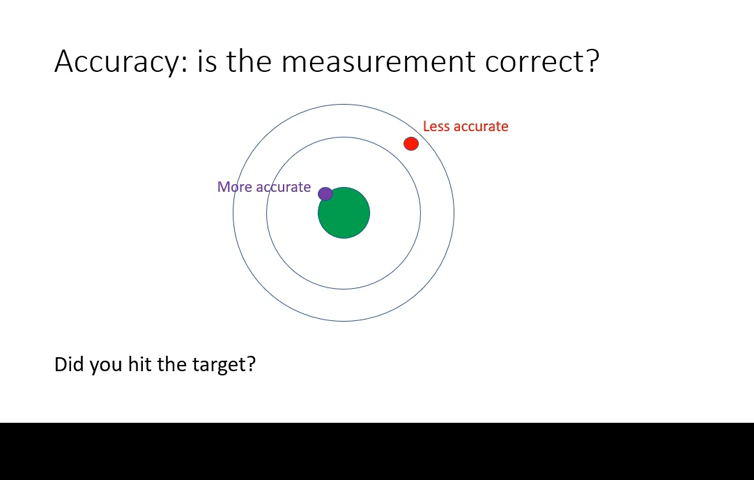 Accuracy: is the measurement correct?
Less accurate
More accurate
Did you hit the target?